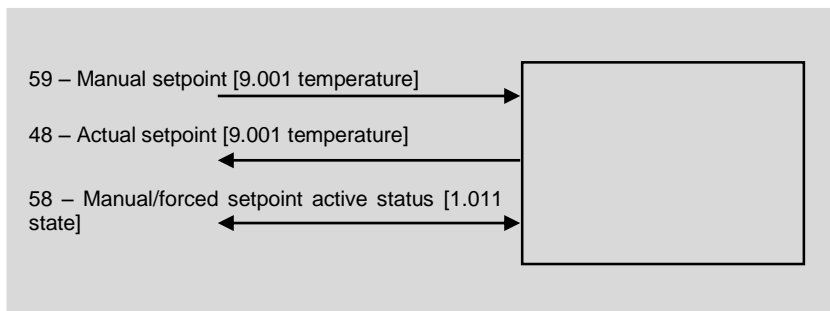 59 – Manual setpoint [9.001 temperature]
48 – Actual setpoint [9.001 temperature]
58 – Manual/forced setpoint active status [1.011
state]